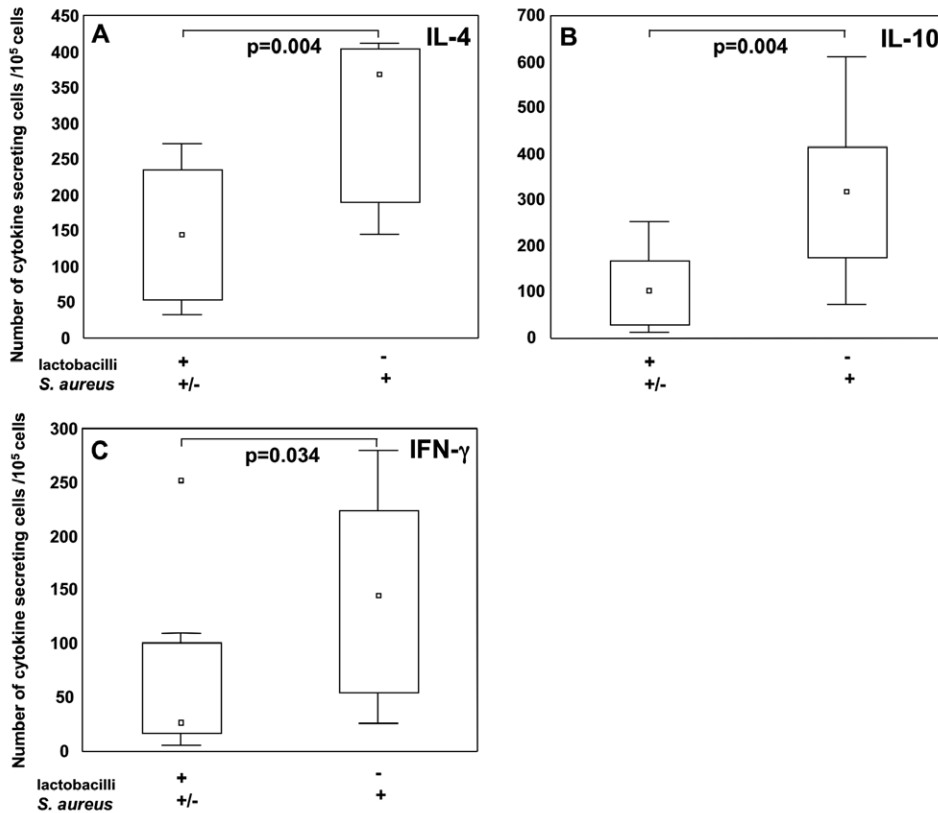 Number of cytokine secreting cells /10⁵ cells
A
IL-4
p=0.004
450
400
350
300
250
200
150
100
50
0
lactobacilli + -
S. aureus +/- +
B
IL-10
p=0.004
700
600
500
400
300
200
100
0
+ -
+/- +
Number of cytokine secreting cells /10⁵ cells
C
IFN-γ
p=0.034
300
250
200
150
100
50
0
lactobacilli + -
S. aureus +/- +